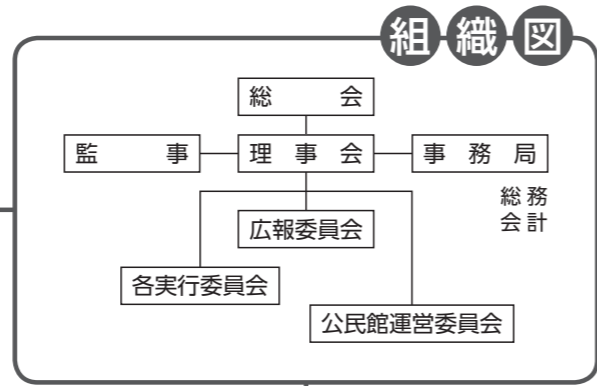 組織図
総会
監事
理事会
事務局
総務
会計
広報委員会
各実行委員会
公民館運営委員会